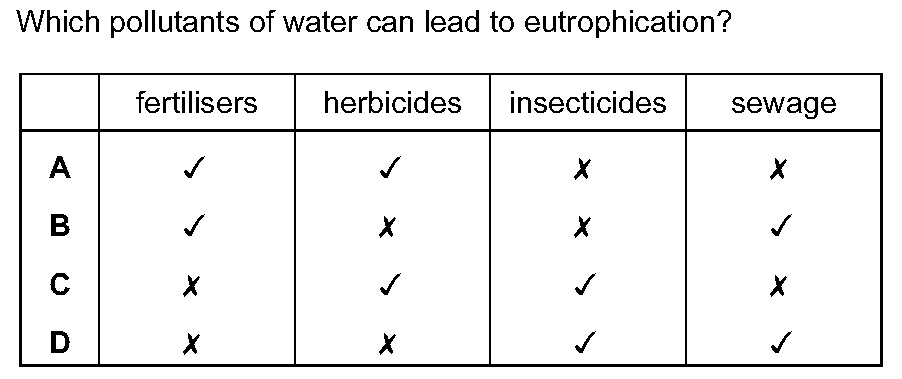 Which pollutants of water can lead to eutrophication?
fertilisers herbicides insecticides sewage
A ✓ ✓ ✗ ✗
B ✓ ✗ ✗ ✓
C ✗ ✓ ✓ ✗
D ✗ ✗ ✓ ✓